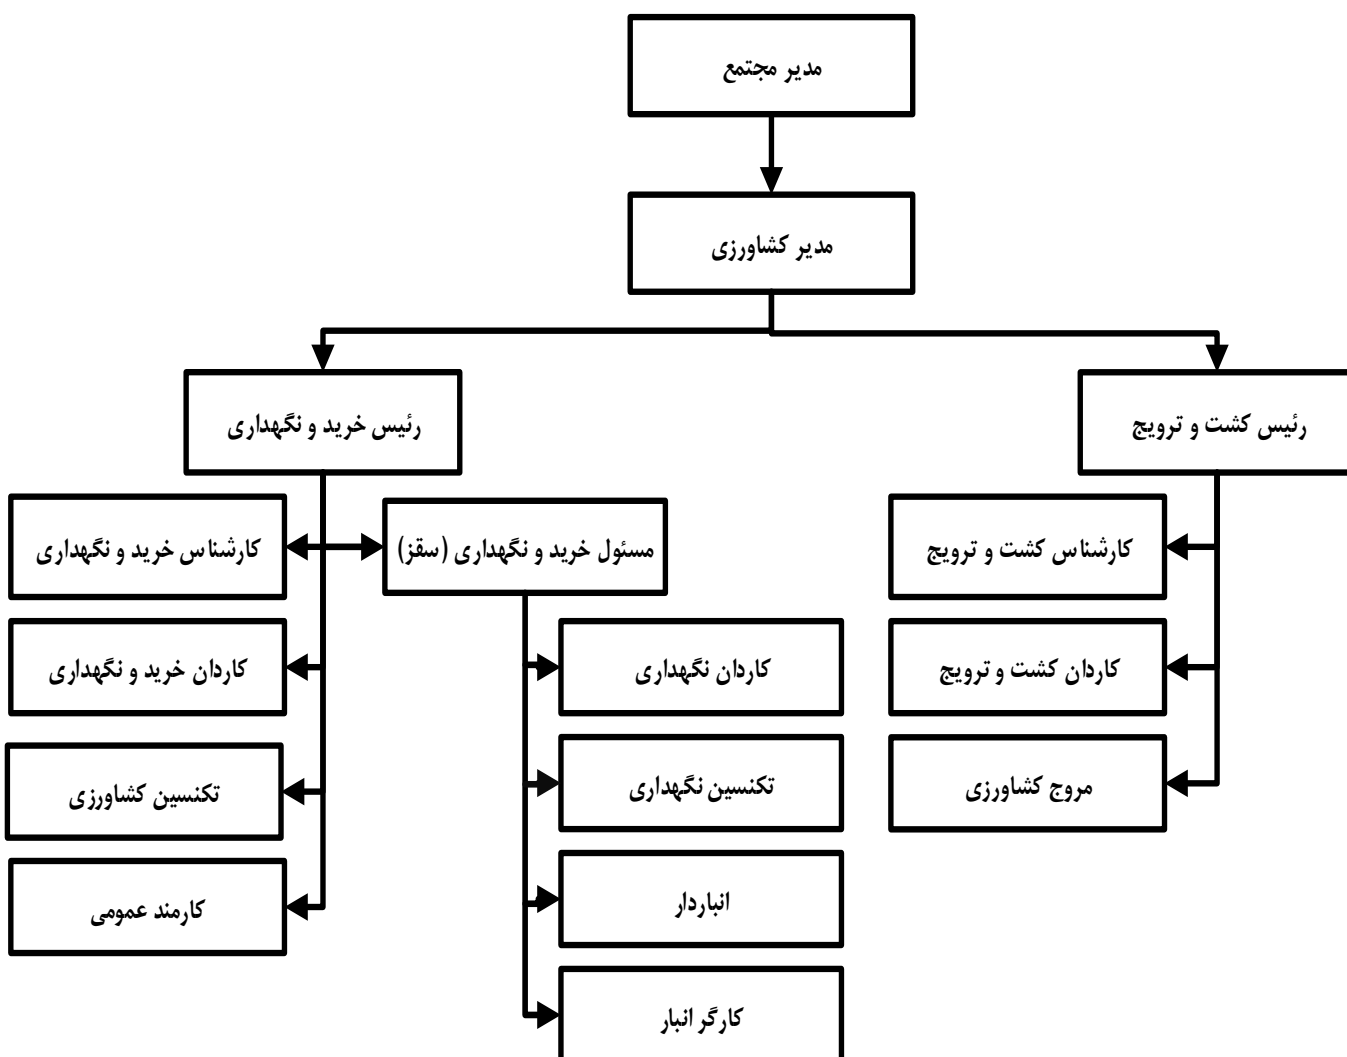 مدیر مجتمع
مدیر کشاورزی
رئیس کشت و ترویج
رئیس خرید و نگهداری
کارشناس کشت و ترویج
کاردان کشت و ترویج
مروج کشاورزی
مسئول خرید و نگهداری (سقز)
کاردان نگهداری
تکنسین نگهداری
انباردار
کارگر انبار
کارشناس خرید و نگهداری
کاردان خرید و نگهداری
تکنسین کشاورزی
کارمند عمومی